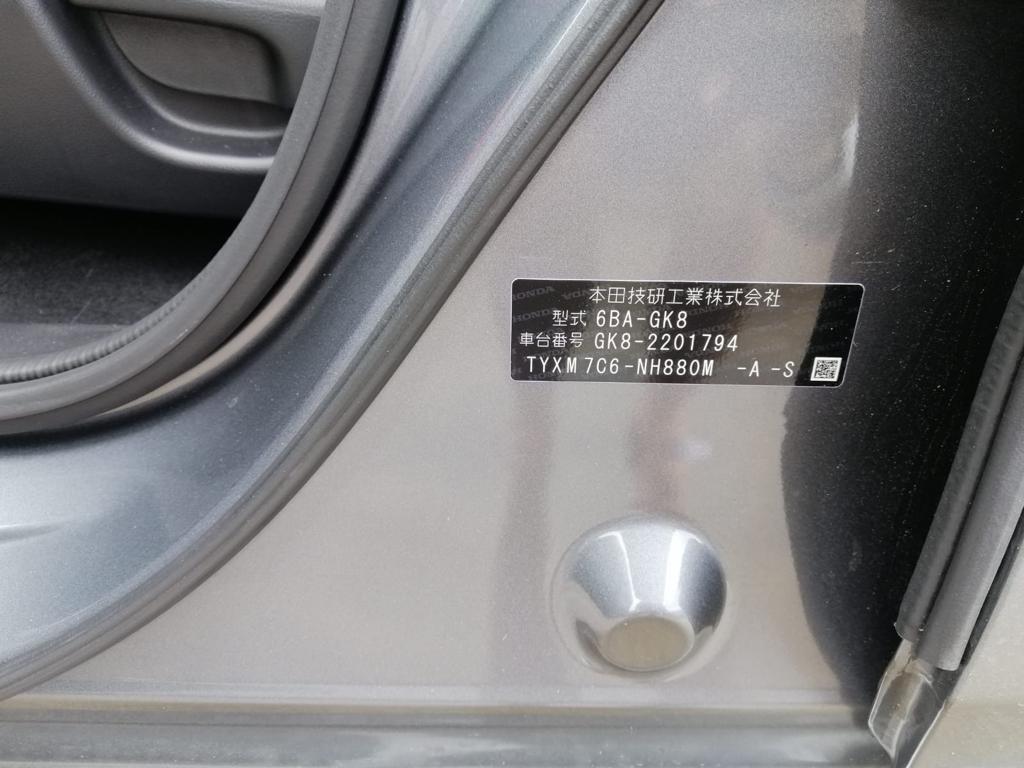 本田技研工業株式会社
型式 6BA-GK8
車台番号 GK8-2201794
TYXM 7C6-NH880M -A -S